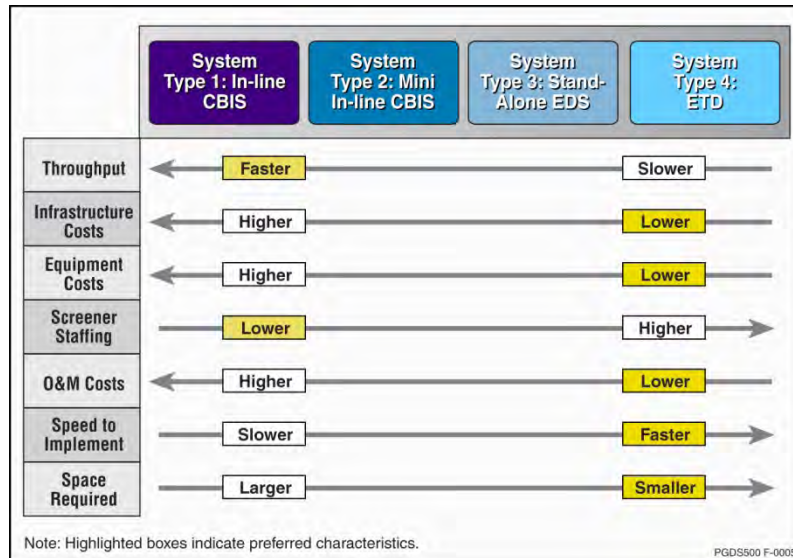 System
Type 1: In-line
CBIS
System
Type 2: Mini
In-line CBIS
System
Type 3: Stand-
Alone EDS
System
Type 4:
ETD
Throughput
Faster
Slower
Infrastructure
Costs
Higher
Lower
Equipment
Costs
Higher
Lower
Screener
Staffing
Lower
Higher
O&M Costs
Higher
Lower
Speed to
Implement
Slower
Faster
Space
Required
Larger
Smaller
Note: Highlighted boxes indicate preferred characteristics.